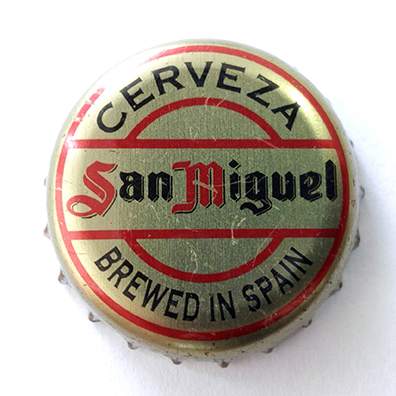 CERVEZA
San Miguel
BREWED IN SPAIN